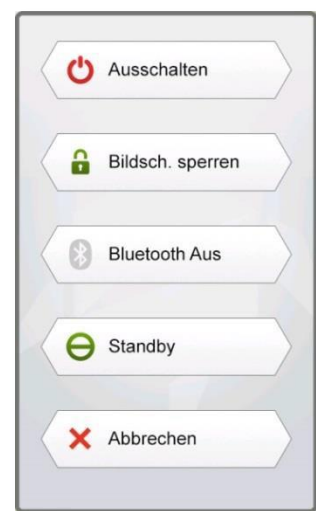 Ausschalten
Bildsch. sperren
Bluetooth Aus
Standby
Abbrechen